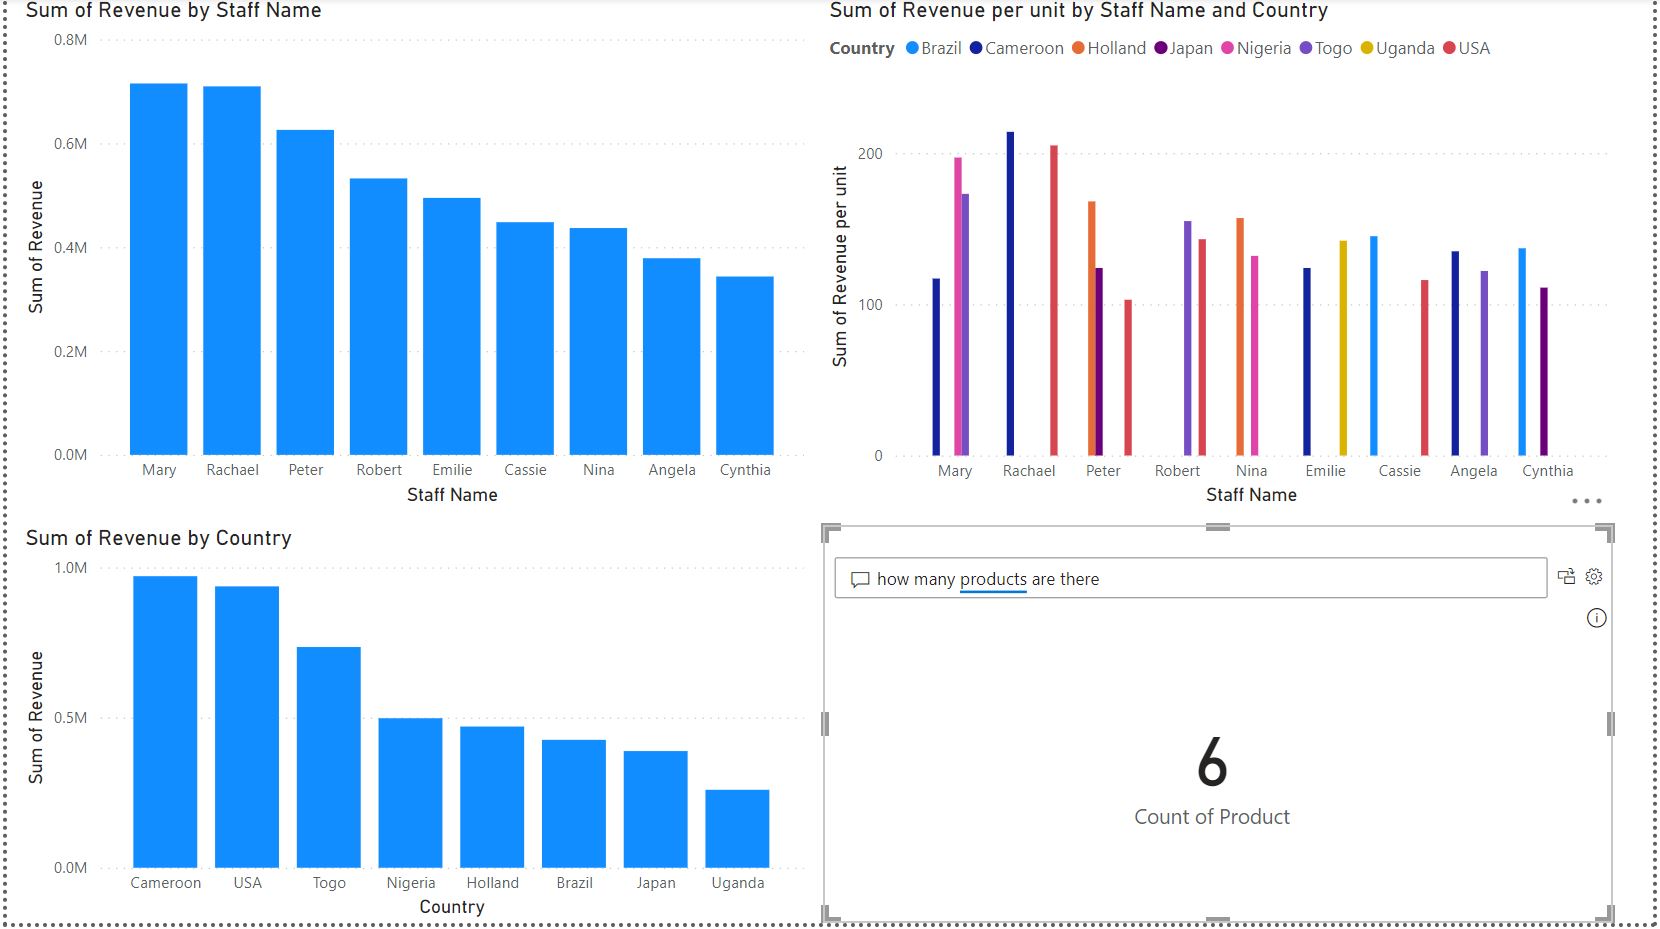 Sum of Revenue by Staff Name
0.8M
0.6M
0.4M
0.2M
0.0M
Sum of Revenue
Mary Rachael Peter Robert Emilie Cassie Nina Angela Cynthia
Staff Name
Sum of Revenue per unit by Staff Name and Country
Country Brazil Cameroon Holland Japan Nigeria Togo Uganda USA
200
100
0
Sum of Revenue per unit
Mary Rachael Peter Robert Nina Emilie Cassie Angela Cynthia
Staff Name
Sum of Revenue by Country
1.0M
0.5M
0.0M
Sum of Revenue
Cameroon USA Togo Nigeria Holland Brazil Japan Uganda
Country
how many products are there
6
Count of Product